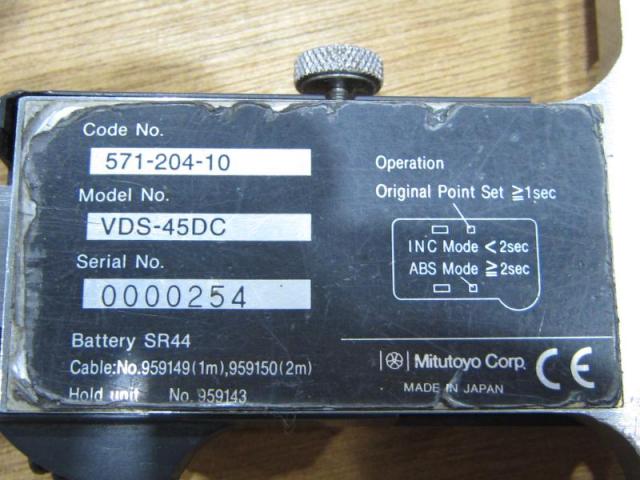 Code No.
571-204-10
Model No.
VDS-45DC
Serial No.
0000254
Battery SR44
Cable:No.959149(1m),959150(2m)
Hold unit No. 959143
Operation
Original Point Set ≧1sec
INC Mode <2sec
ABS Mode ≧2sec
Mitutoyo Corp.
CE
MADE IN JAPAN